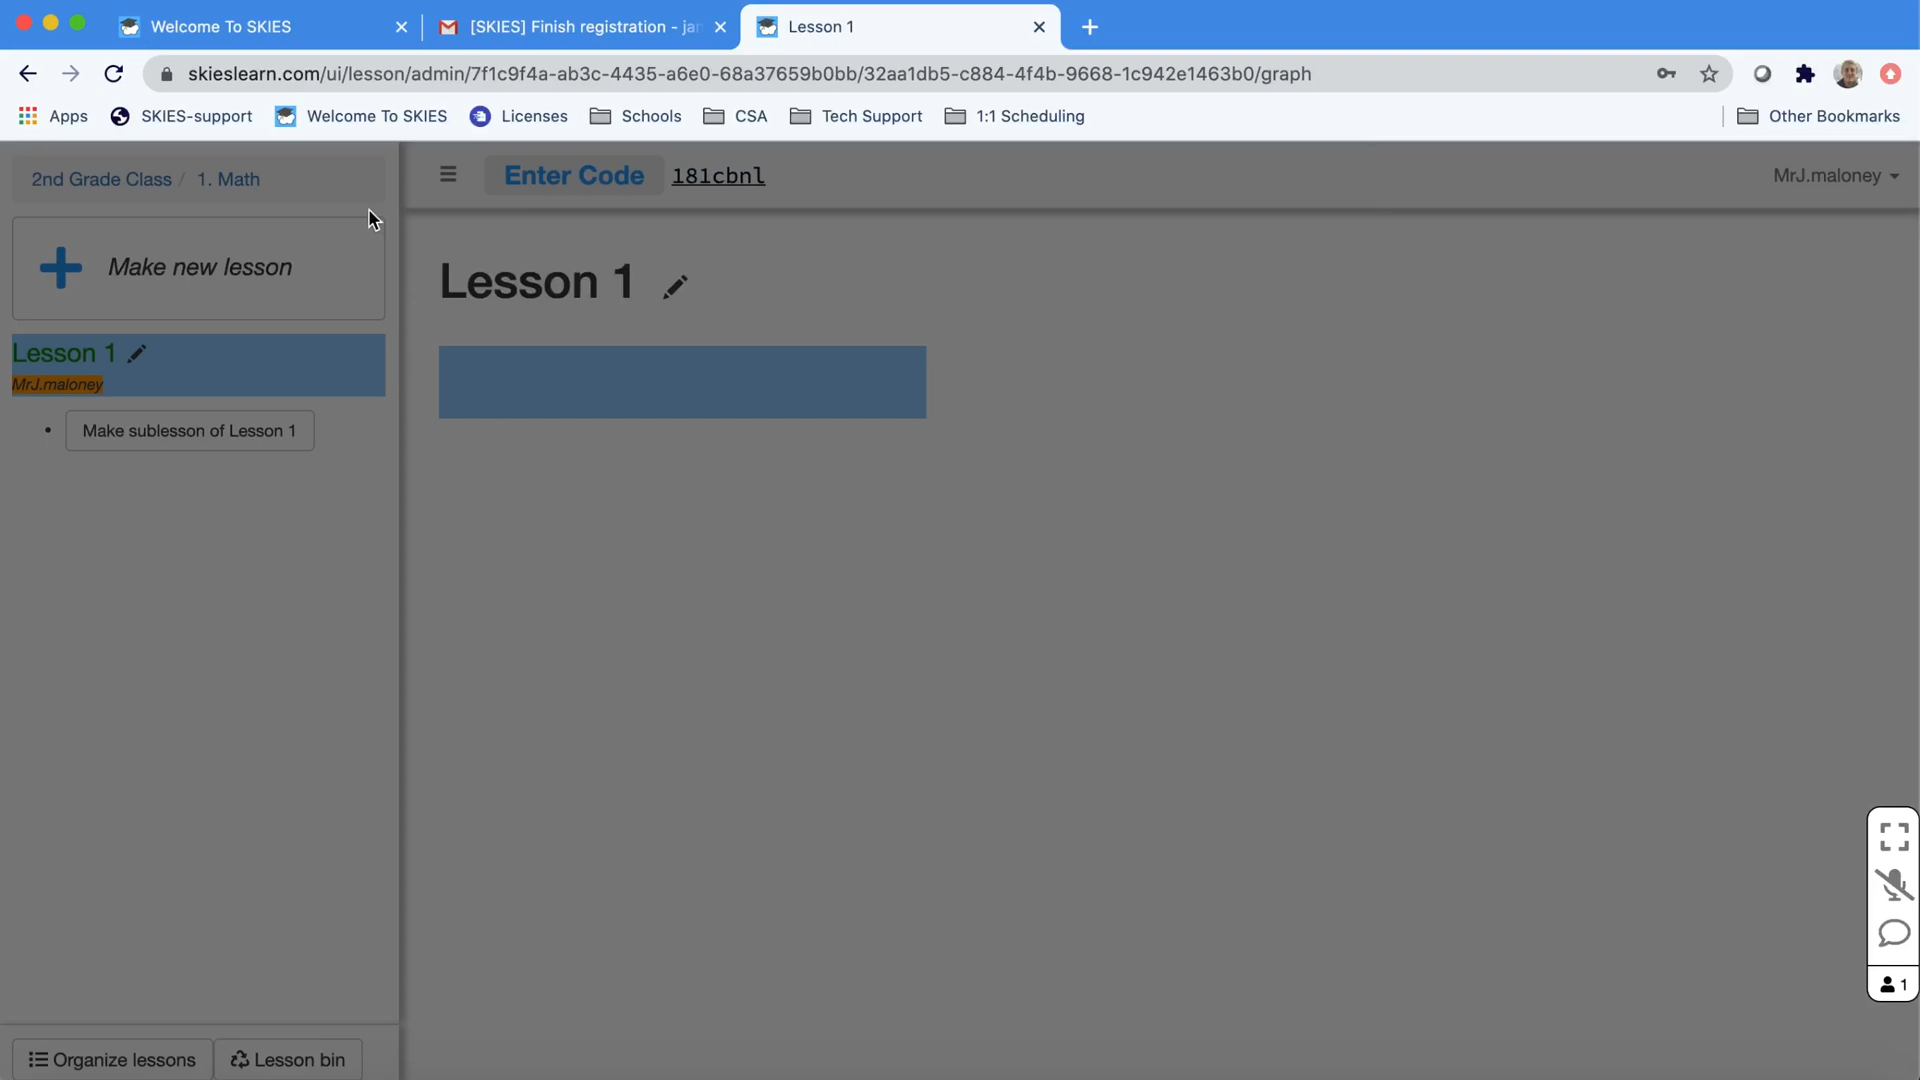 Welcome To SKIES
[SKIES] Finish registration - jan
Lesson 1
skieslearn.com/ui/lesson/admin/7f1c9f4a-ab3c-4435-a6e0-68a37659b0bb/32aa1db5-c884-4f4b-9668-1c942e1463b0/graph
Apps SKIES-support Welcome To SKIES Licenses Schools CSA Tech Support 1:1 Scheduling Other Bookmarks
2nd Grade Class / 1. Math
Enter Code 181cbnl
MrJ.maloney
Make new lesson
Lesson 1
Lesson 1
MrJ.maloney
Make sublesson of Lesson 1
1
Organize lessons
Lesson bin